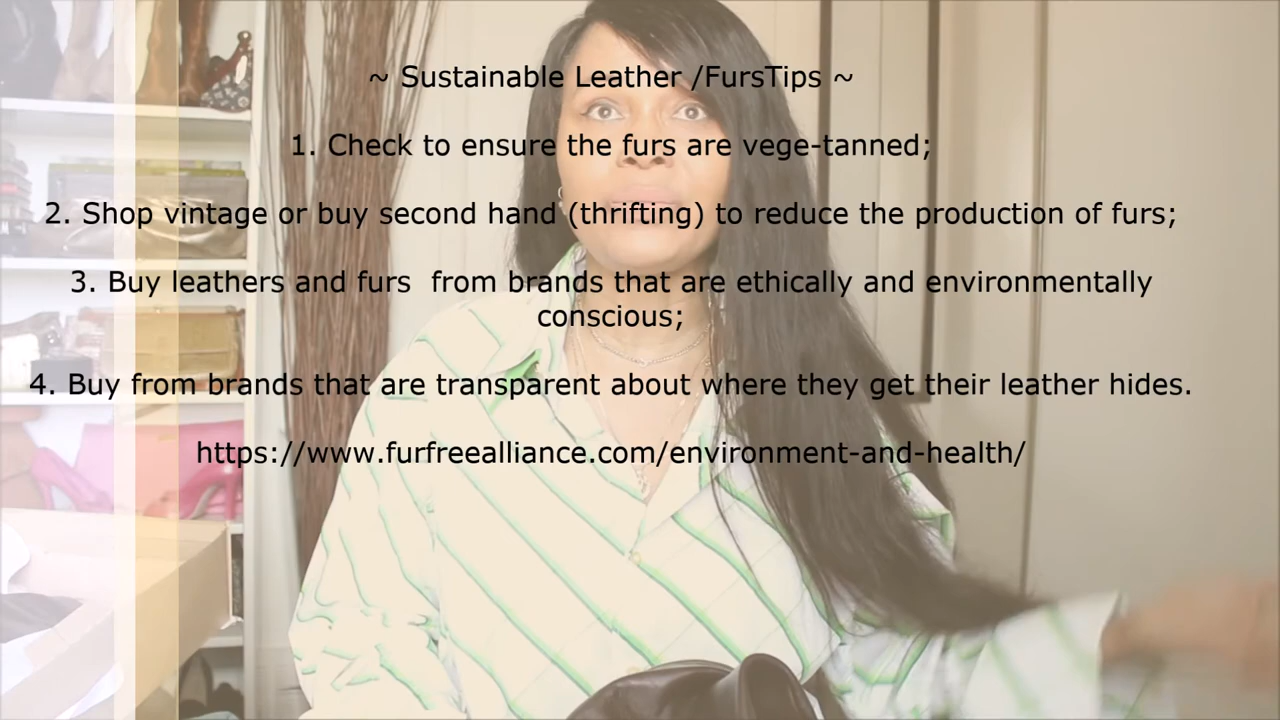 ~ Sustainable Leather /FursTips ~
1. Check to ensure the furs are vege-tanned;
2. Shop vintage or buy second hand (thrifting) to reduce the production of furs;
3. Buy leathers and furs  from brands that are ethically and environmentally
conscious;
4. Buy from brands that are transparent about where they get their leather hides.
https://www.furfreealliance.com/environment-and-health/